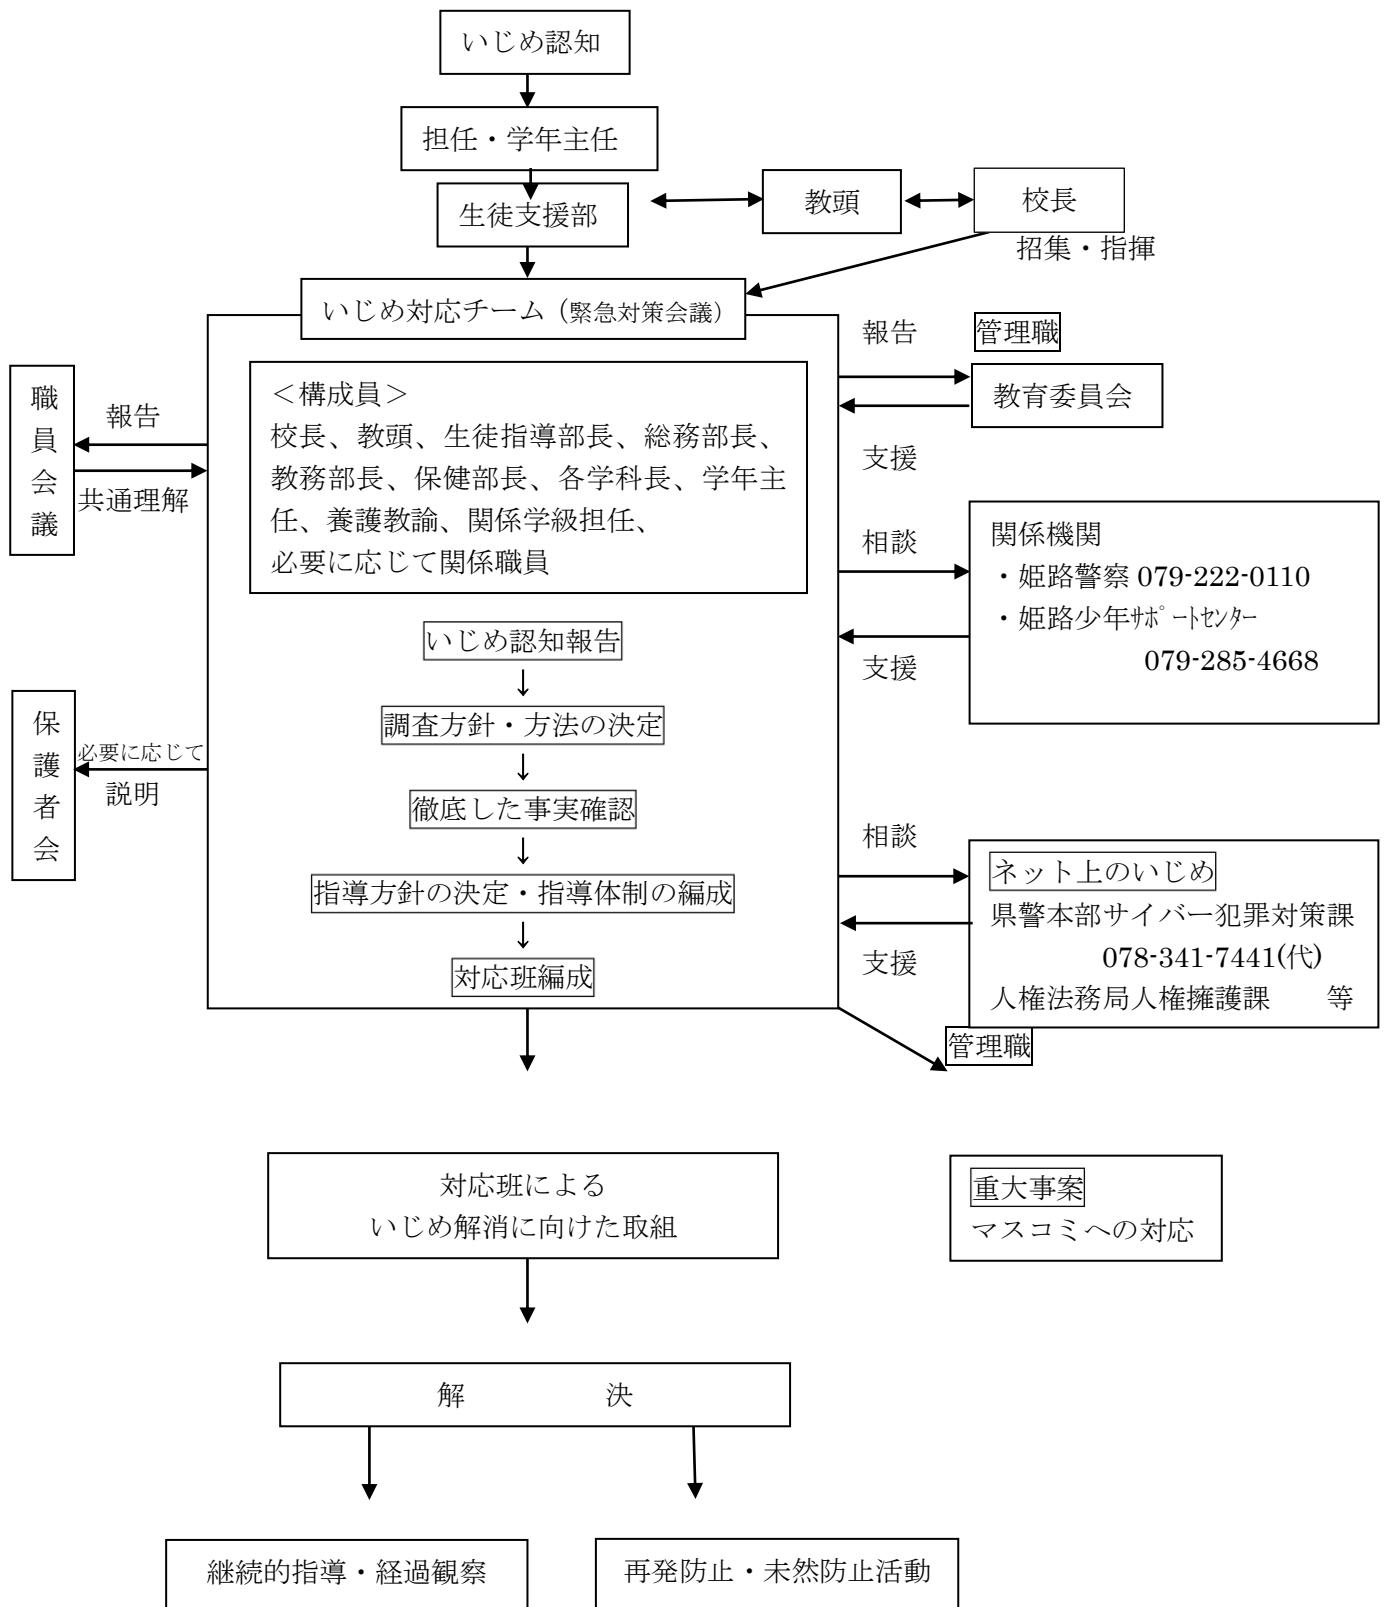 いじめ認知
担任・学年主任
生徒支援部
教頭
校長
招集・指揮
いじめ対応チーム（緊急対策会議）
＜構成員＞
校長、教頭、生徒指導部長、総務部長、
教務部長、保健部長、各学科長、学年主
任、養護教諭、関係学級担任、
必要に応じて関係職員
いじめ認知報告
↓
調査方針・方法の決定
↓
徹底した事実確認
↓
指導方針の決定・指導体制の編成
↓
対応班編成
職員会議
報告
共通理解
保護者会
必要に応じて
説明
報告
管理職
教育委員会
支援
相談
関係機関
・姫路警察 079-222-0110
・姫路少年ｻﾎﾟｰﾄｾﾝﾀｰ
079-285-4668
支援
相談
ネット上のいじめ
県警本部サイバー犯罪対策課
078-341-7441(代)
人権法務局人権擁護課　　等
支援
管理職
対応班による
いじめ解消に向けた取組
重大事案
マスコミへの対応
解　　　　　決
継続的指導・経過観察
再発防止・未然防止活動